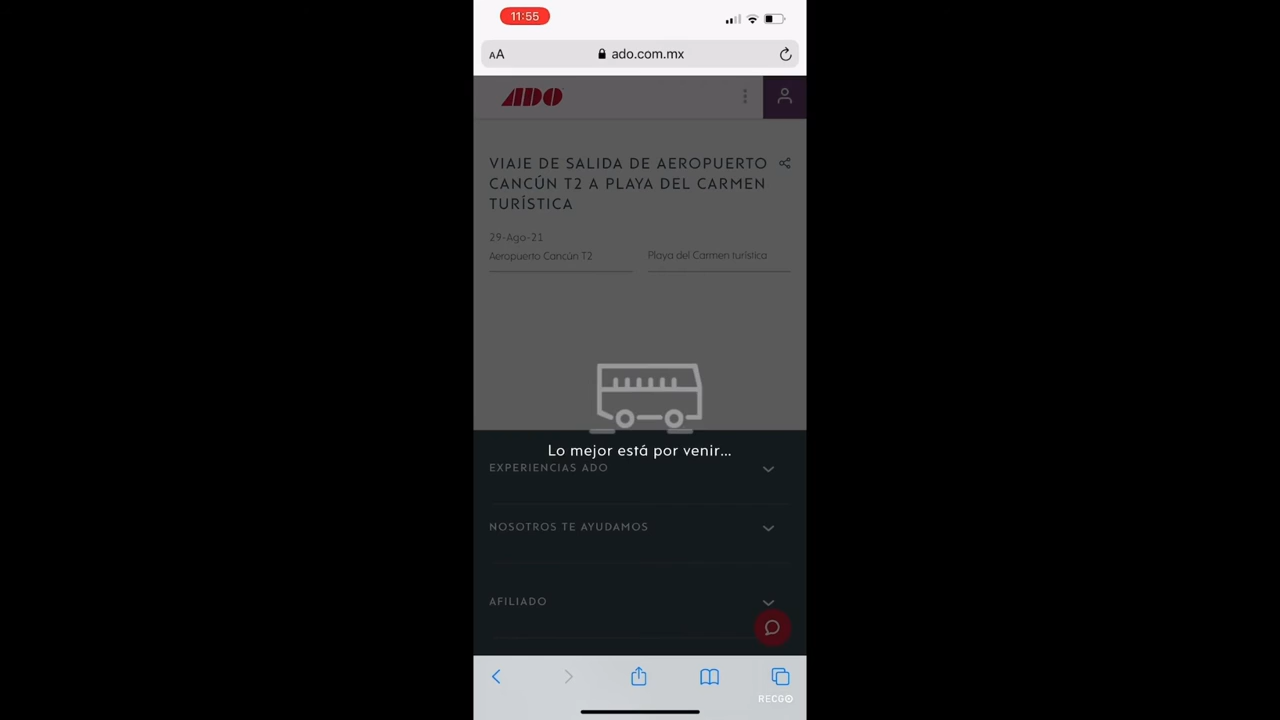 11:55
AA
ado.com.mx
ADO
VIAJE DE SALIDA DE AEROPUERTO
CANCÚN T2 A PLAYA DEL CARMEN
TURÍSTICA
29-Ago-21
Aeropuerto Cancún T2
Playa del Carmen turística
Lo mejor está por venir...
EXPERIENCIAS ADO
NOSOTROS TE AYUDAMOS
AFILIADO
RECGO